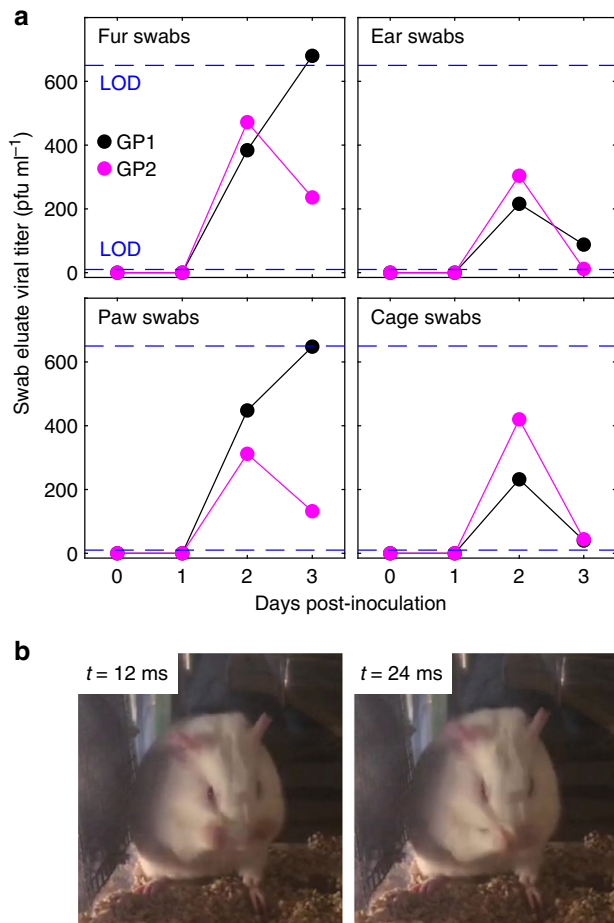 a
Fur swabs
Ear swabs
LOD
GP1
GP2
LOD
600
400
200
0
Paw swabs
Cage swabs
600
400
200
0
0 1 2 3
0 1 2 3
Swab eluate viral titer (pfu ml⁻¹)
Days post-inoculation
b
t = 12 ms
t = 24 ms